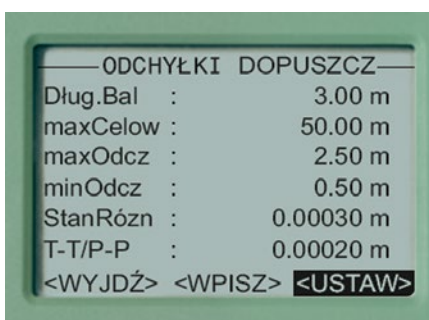 ODCHYŁKI DOPUSZCZ
Dług.Bal : 3.00 m
maxCelow : 50.00 m
maxOdcz : 2.50 m
minOdcz : 0.50 m
StanRózn : 0.00030 m
T-T/P-P : 0.00020 m
<WYJDŹ> <WPISZ> <USTAW>